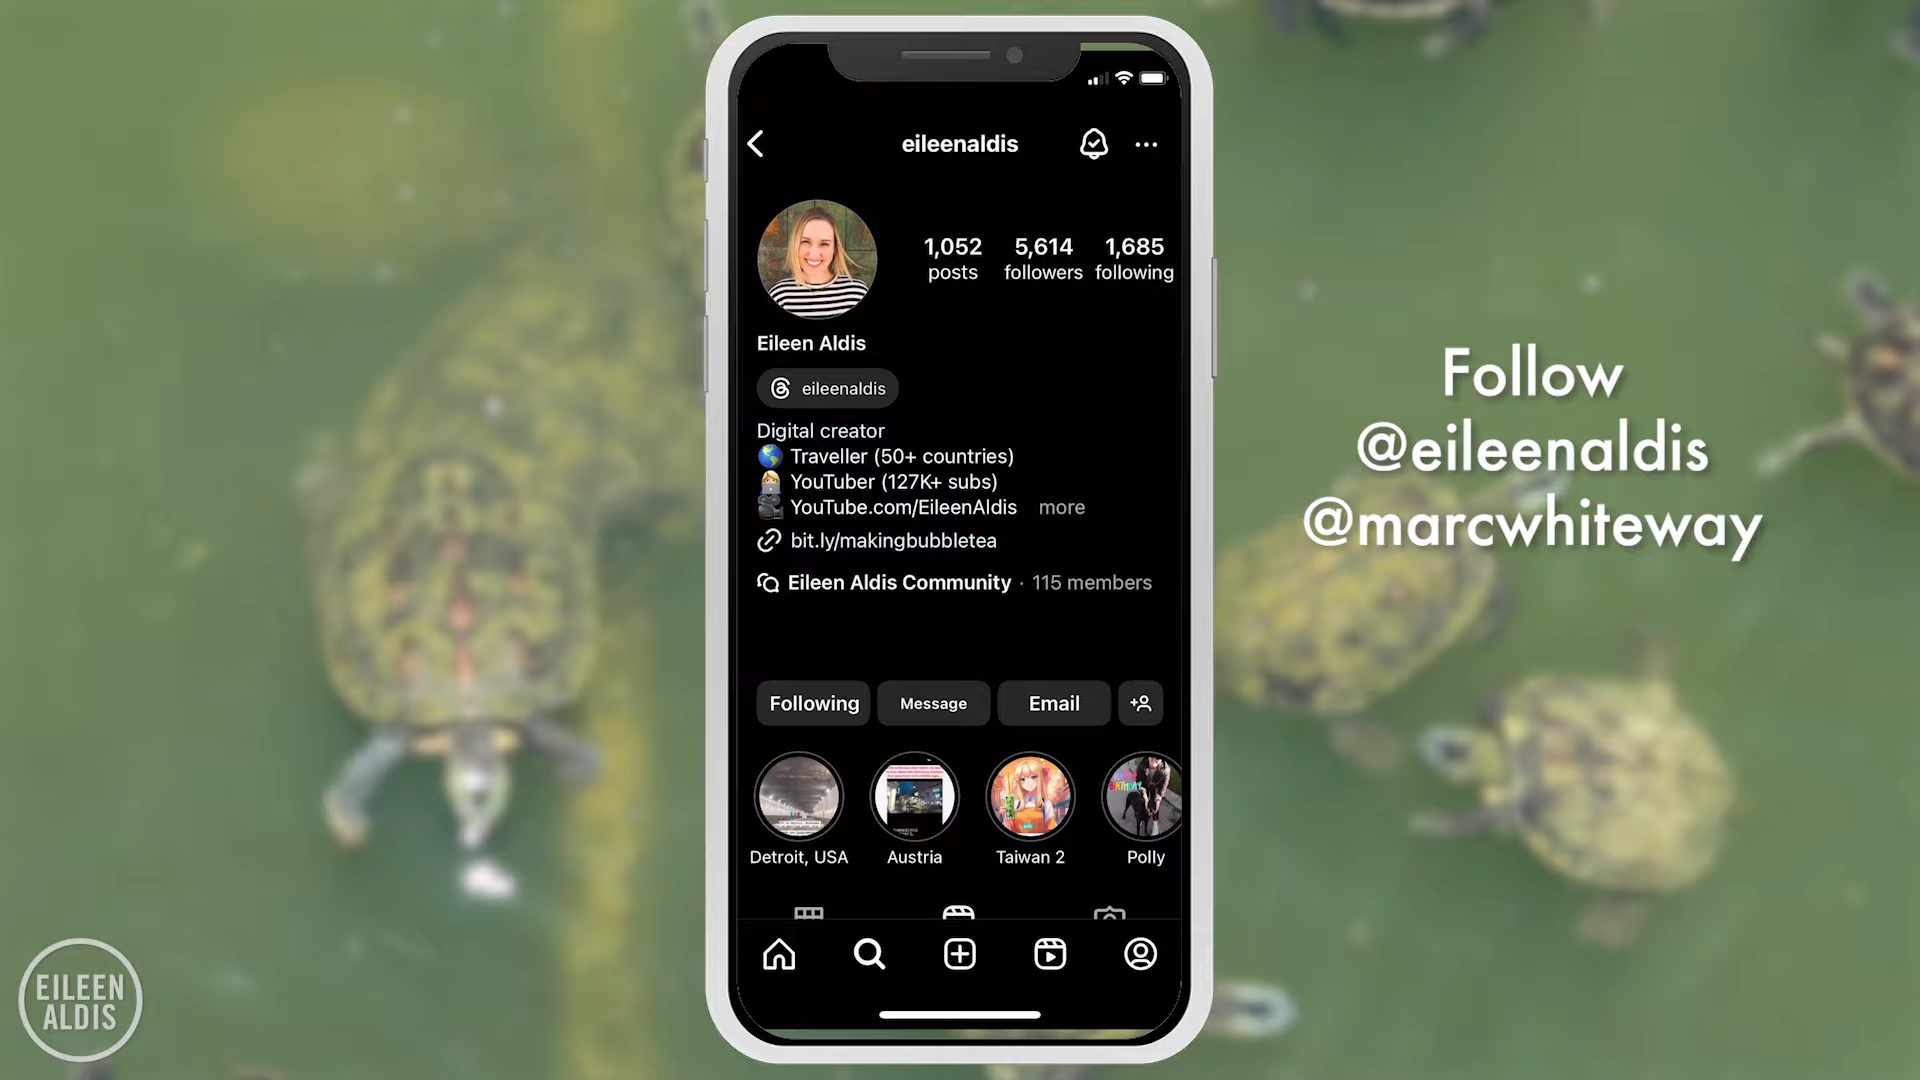 eileenaldis
1,052 5,614 1,685
posts followers following
Eileen Aldis
eileenaldis
Digital creator
Traveller (50+ countries)
YouTuber (127K+ subs)
YouTube.com/EileenAldis more
bit.ly/makingbubbletea
Eileen Aldis Community · 115 members
Following Message Email
Detroit, USA Austria Taiwan 2 Polly
Follow
@eileenaldis
@marcwhiteway
EILEEN
ALDIS